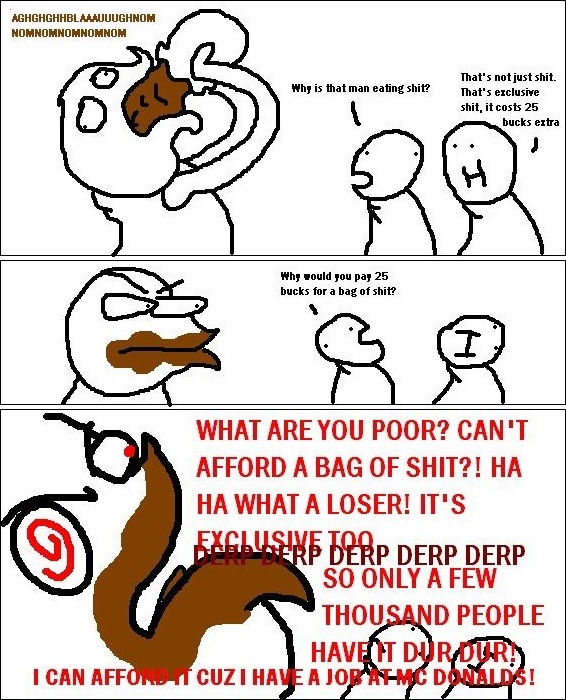 AGHGHGHHBLAAAUUUGHNOM
NOMNOMNOMNOMNOM
Why is that man eating shit?
That's not just shit.
That's exclusive
shit, it costs 25
bucks extra
Why would you pay 25
bucks for a bag of shit?
WHAT ARE YOU POOR? CAN'T
AFFORD A BAG OF SHIT?! HA
HA WHAT A LOSER! IT'S
EXCLUSIVE TOO
DERP DERP DERP DERP DERP
SO ONLY A FEW
THOUSAND PEOPLE
HAVE IT DUR DUR!
I CAN AFFORD IT CUZ I HAVE A JOB AT MC DONALDS!